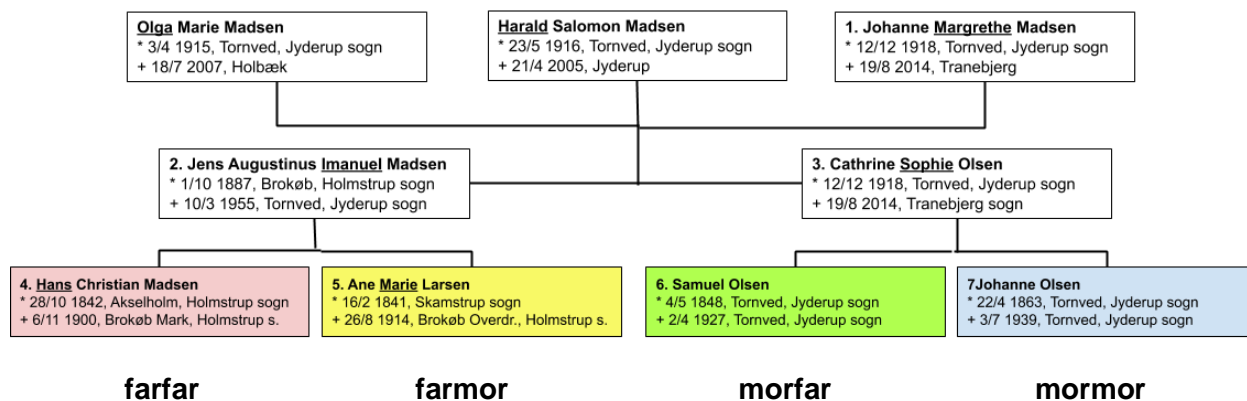 Olga Marie Madsen
* 3/4 1915, Tornved, Jyderup sogn
+ 18/7 2007, Holbæk
Harald Salomon Madsen
* 23/5 1916, Tornved, Jyderup sogn
+ 21/4 2005, Jyderup
1. Johanne Margrethe Madsen
* 12/12 1918, Tornved, Jyderup sogn
+ 19/8 2014, Tranebjerg
2. Jens Augustinus Imanuel Madsen
* 1/10 1887, Brokøb, Holmstrup sogn
+ 10/3 1955, Tornved, Jyderup sogn
3. Cathrine Sophie Olsen
* 12/12 1918, Tornved, Jyderup sogn
+ 19/8 2014, Tranebjerg sogn
4. Hans Christian Madsen
* 28/10 1842, Akselholm, Holmstrup sogn
+ 6/11 1900, Brokøb Mark, Holmstrup s.
5. Ane Marie Larsen
* 16/2 1841, Skamstrup sogn
+ 26/8 1914, Brokøb Overdr., Holmstrup s.
6. Samuel Olsen
* 4/5 1848, Tornved, Jyderup sogn
+ 2/4 1927, Tornved, Jyderup sogn
7Johanne Olsen
* 22/4 1863, Tornved, Jyderup sogn
+ 3/7 1939, Tornved, Jyderup sogn
farfar
farmor
morfar
mormor